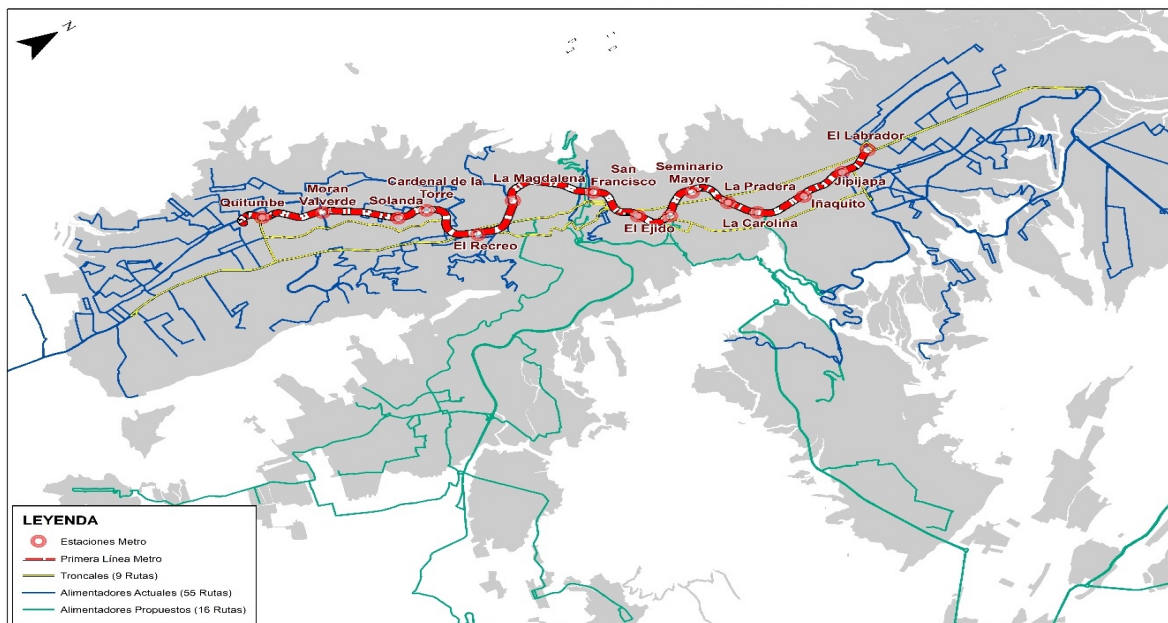 N
El Labrador
Jipijapa
Iñaquito
La Pradera
La Carolina
Seminario
Mayor
El Ejido
San
Francisco
La Magdalena
El Recreo
Cardenal de la
Torre
Solanda
Moran
Valverde
Quitumbe
LEYENDA
Estaciones Metro
Primera Línea Metro
Troncales (9 Rutas)
Alimentadores Actuales (55 Rutas)
Alimentadores Propuestos (16 Rutas)